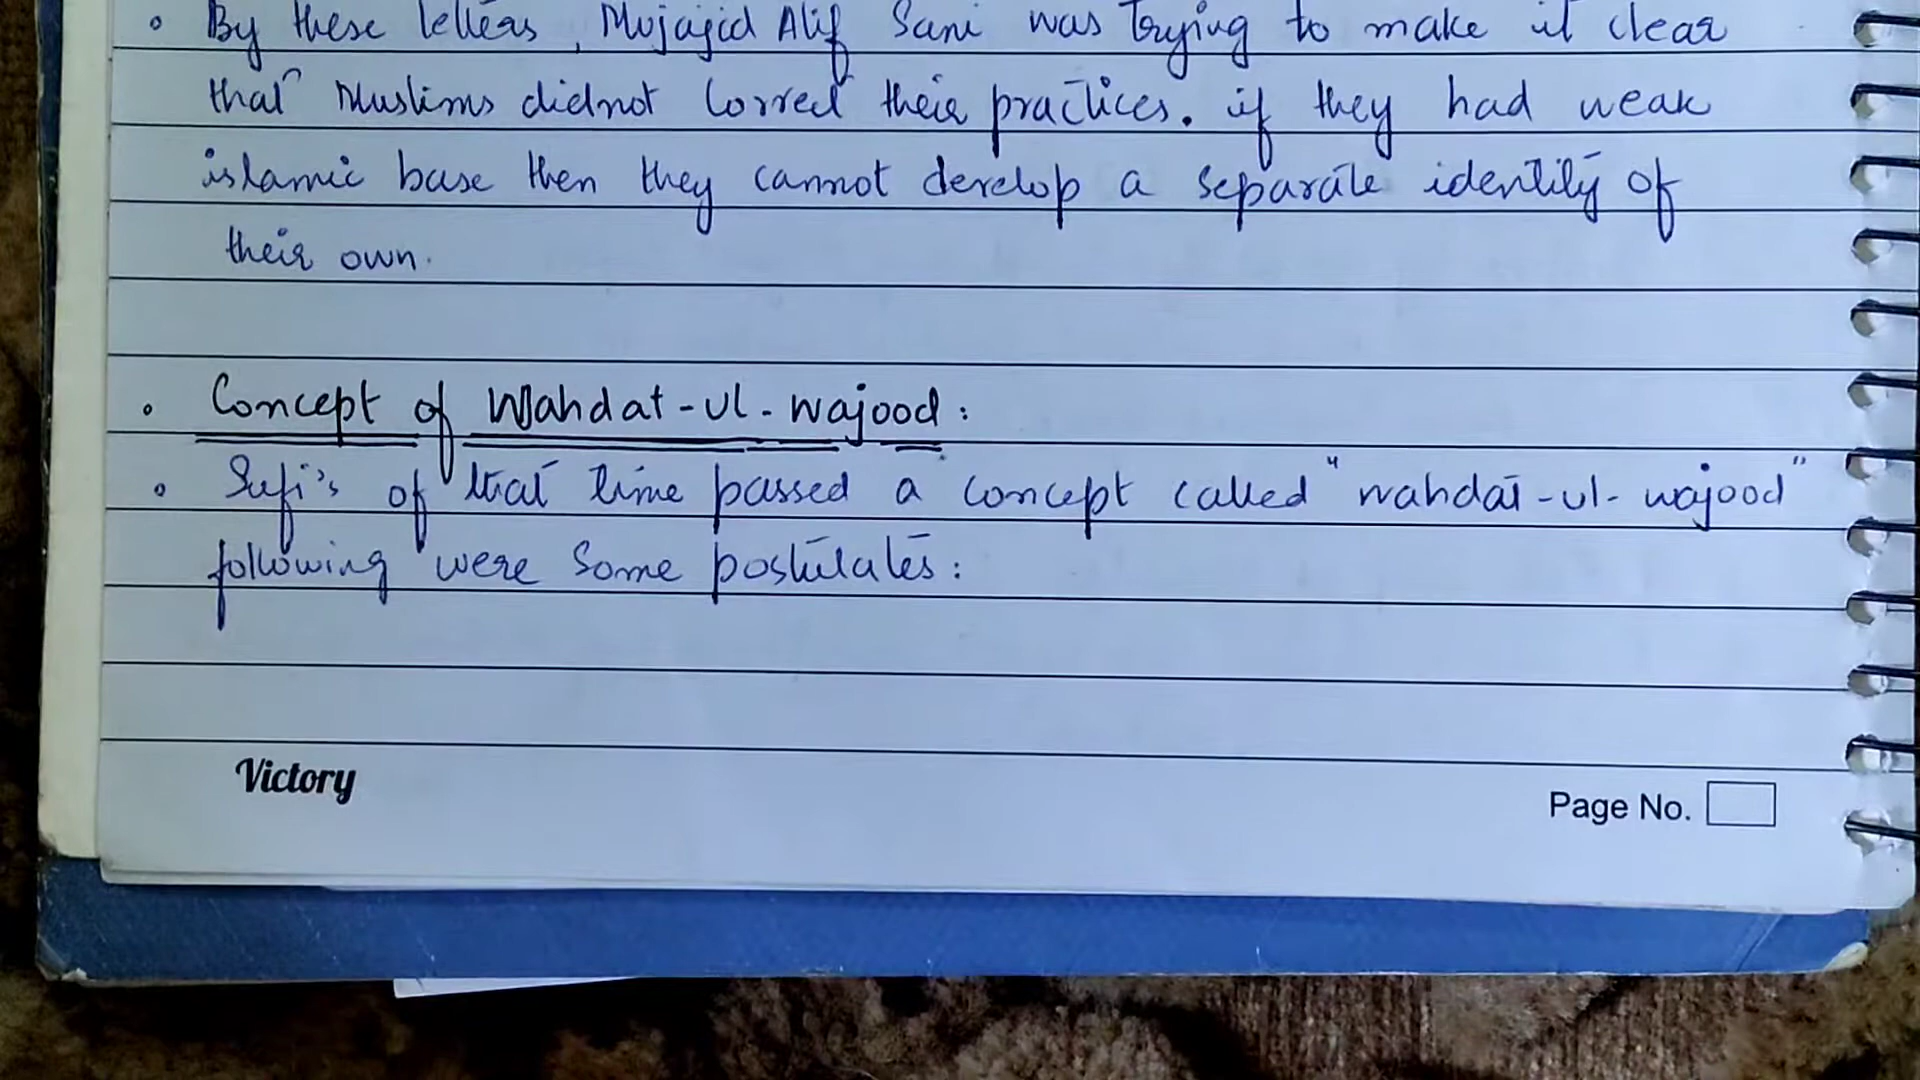 • By these letters, Mujajid Alif Sani was trying to make it clear
that Muslims didnot Correct their practices. if they had weak
islamic base then they cannot develop a separate identity of
their own.
• Concept of Wahdat-ul-wajood:
• Sufi's of that time passed a concept called "wahdat-ul-wajood"
following were some postulates:
Victory
Page No.